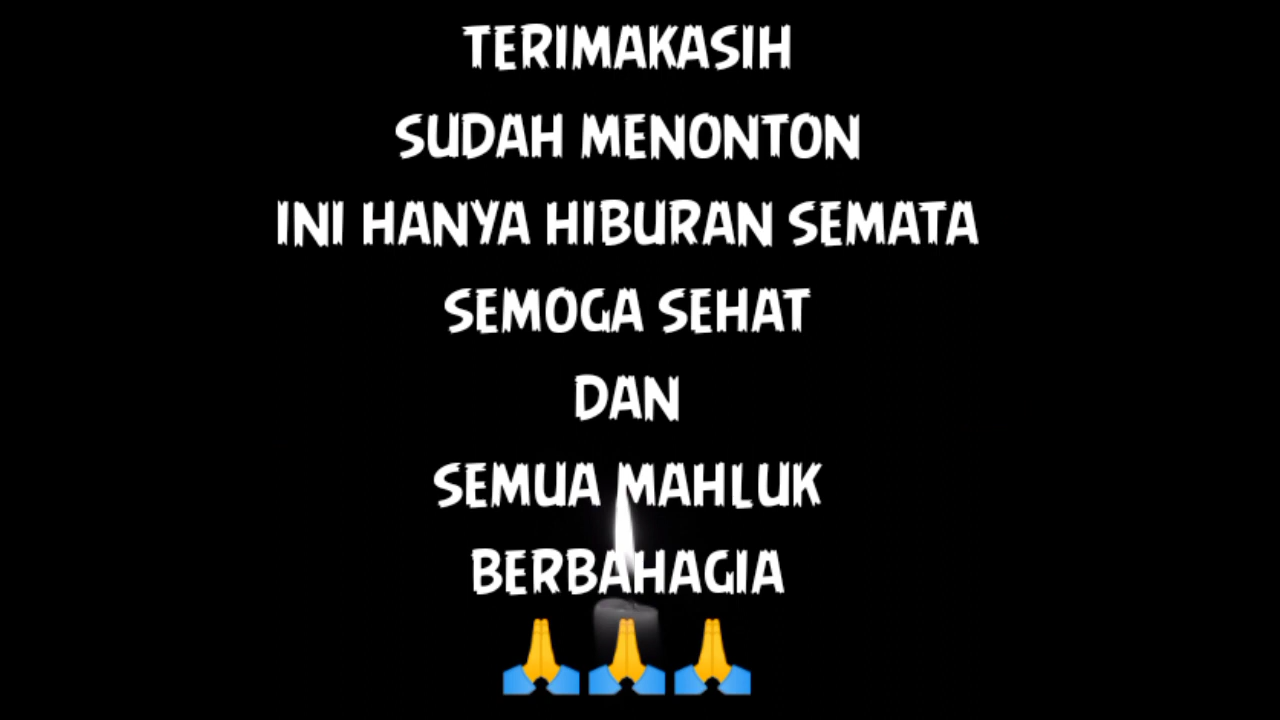 TERIMAKASIH
SUDAH MENONTON
INI HANYA HIBURAN SEMATA
SEMOGA SEHAT
DAN
SEMUA MAHLUK
BERBAHAGIA
🙏🙏🙏